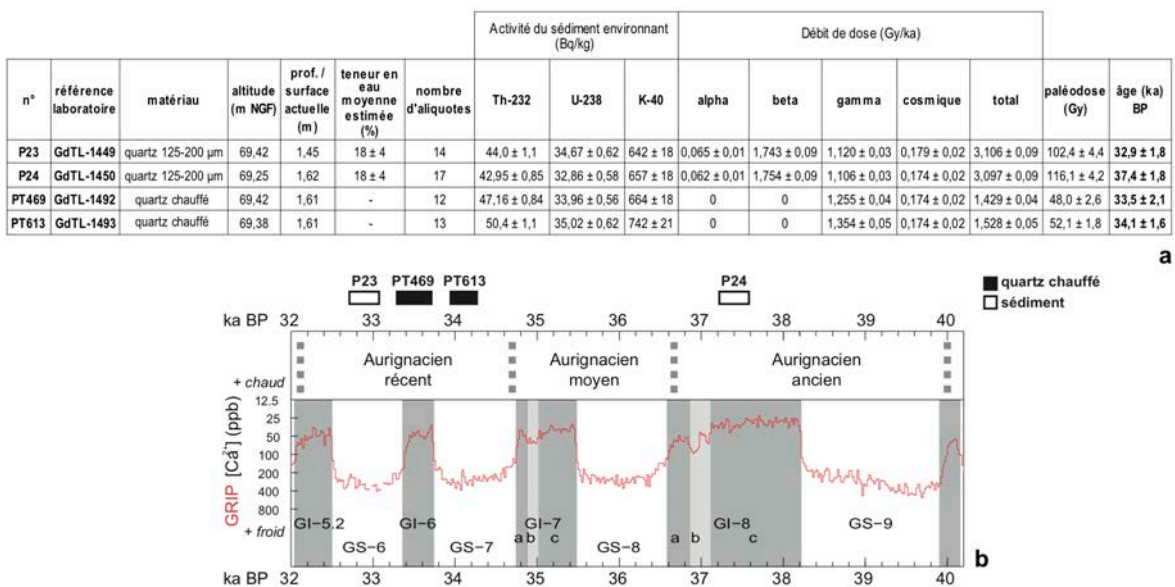 Activité du sédiment environnant (Bq/kg) Débit de dose (Gy/ka)
n° référence laboratoire matériau altitude (m NGF) prof. / surface actuelle (m) teneur en eau moyenne estimée (%) nombre d'aliquotes Th-232 U-238 K-40 alpha beta gamma cosmique total paléodose (Gy) âge (ka) BP
P23 GdTL-1449 quartz 125-200 µm 69,42 1,45 18 ± 4 14 44,0 ± 1,1 34,67 ± 0,62 642 ± 18 0,065 ± 0,01 1,743 ± 0,09 1,120 ± 0,03 0,179 ± 0,02 3,106 ± 0,09 102,4 ± 4,4 32,9 ± 1,8
P24 GdTL-1450 quartz 125-200 µm 69,25 1,62 18 ± 4 17 42,95 ± 0,85 32,86 ± 0,58 657 ± 18 0,062 ± 0,01 1,754 ± 0,09 1,106 ± 0,03 0,174 ± 0,02 3,097 ± 0,09 116,1 ± 4,2 37,4 ± 1,8
PT469 GdTL-1492 quartz chauffé 69,42 1,61 - 12 47,16 ± 0,84 33,96 ± 0,56 664 ± 18 0 0 1,255 ± 0,04 0,174 ± 0,02 1,429 ± 0,04 48,0 ± 2,6 33,5 ± 2,1
PT613 GdTL-1493 quartz chauffé 69,38 1,61 - 13 50,4 ± 1,1 35,02 ± 0,62 742 ± 21 0 0 1,354 ± 0,05 0,174 ± 0,02 1,528 ± 0,05 52,1 ± 1,8 34,1 ± 1,6
a
P23 PT469 PT613 P24
quartz chauffé
sédiment
ka BP 32 33 34 35 36 37 38 39 40
Aurignacien récent
Aurignacien moyen
Aurignacien ancien
+ chaud
GRIP [Ca²⁺] (ppb)
12.5
25
50
100
200
400
800
+ froid
GI-5.2 GI-6 GI-7 GI-8 GS-9
a b c a b c
GS-6 GS-7 GS-8
b
ka BP 32 33 34 35 36 37 38 39 40